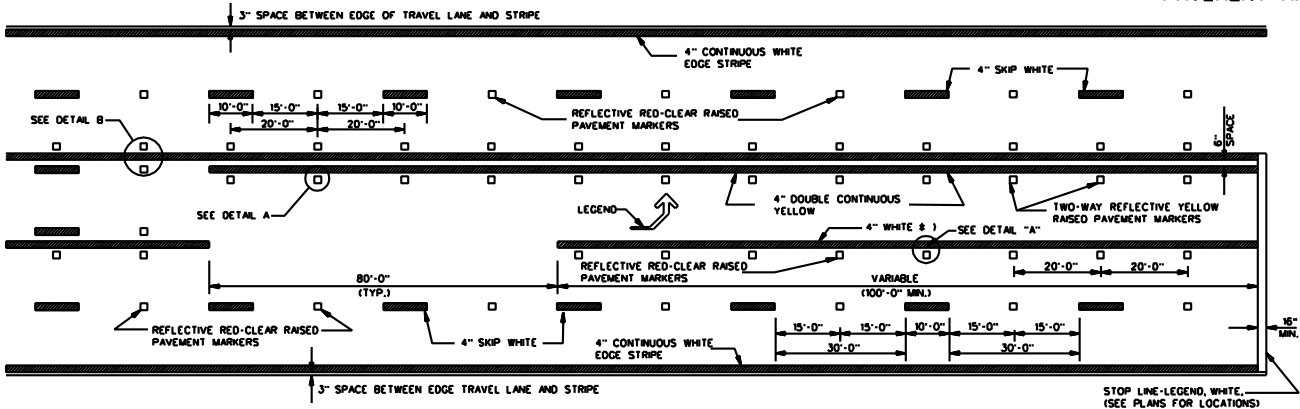 3" SPACE BETWEEN EDGE OF TRAVEL LANE AND STRIPE
4" CONTINUOUS WHITE
EDGE STRIPE
4" SKIP WHITE
10'-0" 15'-0" 15'-0" 10'-0"
20'-0" 20'-0"
REFLECTIVE RED-CLEAR RAISED
PAVEMENT MARKERS
SEE DETAIL B
6"
SPACE
SEE DETAIL A
LEGEND
4" DOUBLE CONTINUOUS
YELLOW
TWO-WAY REFLECTIVE YELLOW
RAISED PAVEMENT MARKERS
4" WHITE * )
SEE DETAIL "A"
REFLECTIVE RED-CLEAR RAISED
PAVEMENT MARKERS
20'-0" 20'-0"
80'-0"
(TYP.)
VARIABLE
(100'-0" MIN.)
REFLECTIVE RED-CLEAR RAISED
PAVEMENT MARKERS
4" SKIP WHITE
4" CONTINUOUS WHITE
EDGE STRIPE
15'-0" 15'-0" 10'-0" 15'-0" 15'-0"
30'-0" 30'-0"
16"
MIN.
3" SPACE BETWEEN EDGE TRAVEL LANE AND STRIPE
STOP LINE-LEGEND, WHITE,
(SEE PLANS FOR LOCATIONS)